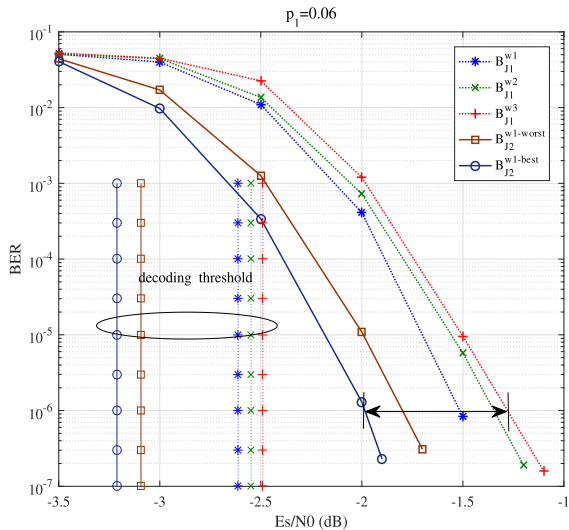 p_1=0.06
BER
10^-1
10^-2
10^-3
10^-4
10^-5
10^-6
10^-7
B_J1^w1
B_J1^w2
B_J1^w3
B_J2^w1-worst
B_J2^w1-best
decoding threshold
-3.5 -3 -2.5 -2 -1.5 -1
Es/N0 (dB)